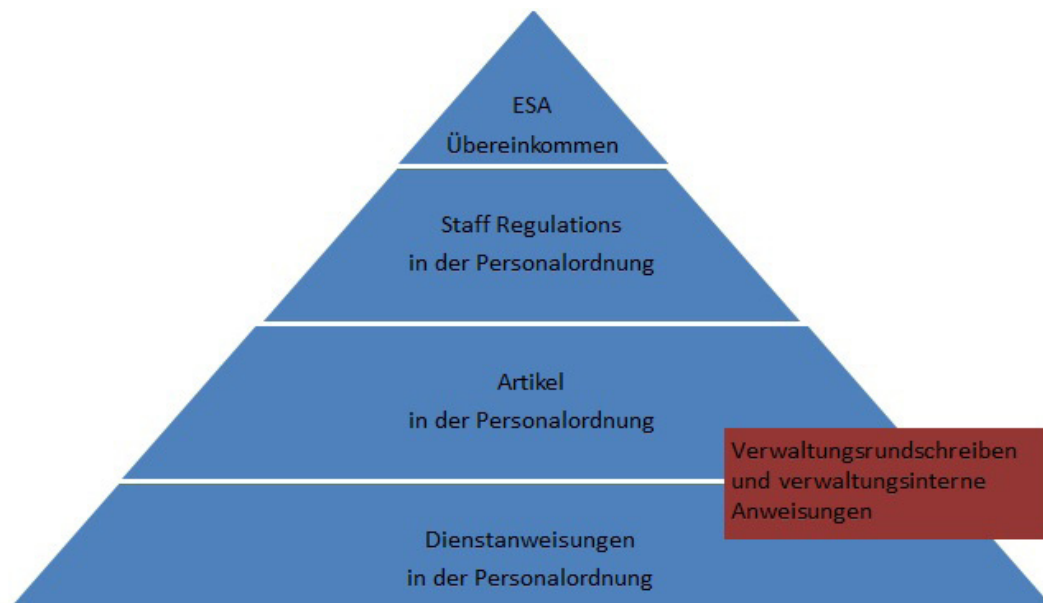 ESA
Übereinkommen
Staff Regulations
in der Personalordnung
Artikel
in der Personalordnung
Verwaltungsrundschreiben
und verwaltungsinterne
Anweisungen
Dienstanweisungen
in der Personalordnung